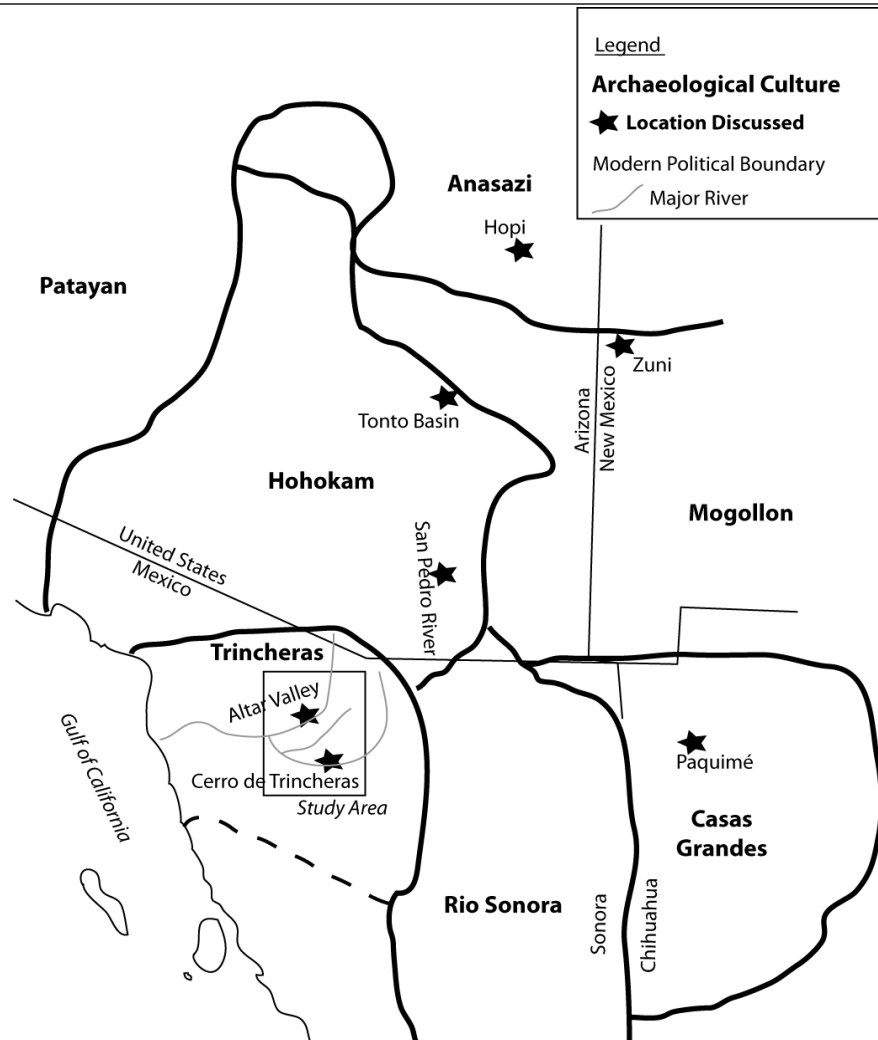 Legend
Archaeological Culture
Location Discussed
Modern Political Boundary
Major River
Anasazi
Hopi
Patayan
Zuni
Arizona
New Mexico
Tonto Basin
Hohokam
Mogollon
United States
Mexico
San Pedro River
Trincheras
Altar Valley
Gulf of California
Cerro de Trincheras
Study Area
Paquimé
Casas
Grandes
Rio Sonora
Sonora
Chihuahua